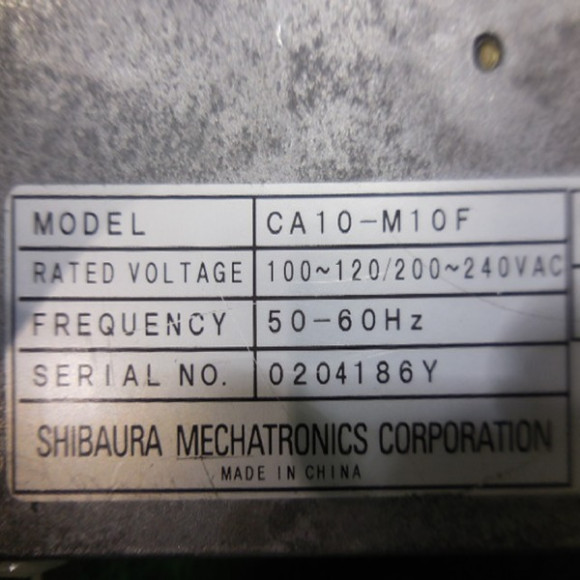 MODEL CA10-M10F
RATED VOLTAGE 100~120/200~240VAC
FREQUENCY 50-60Hz
SERIAL NO. 0204186Y
SHIBAURA MECHATRONICS CORPORATION
MADE IN CHINA